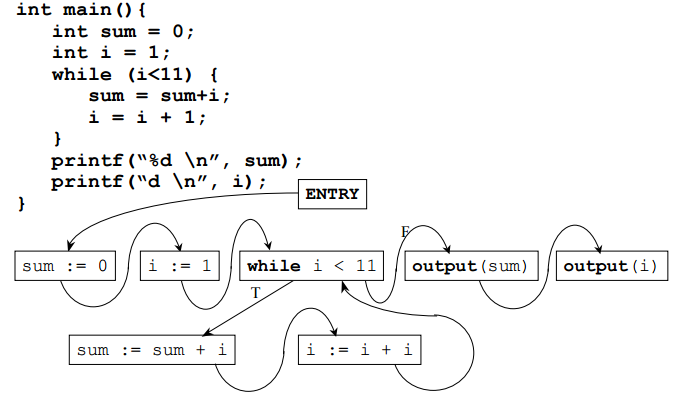 int main(){
int sum = 0;
int i = 1;
while (i<11) {
sum = sum+i;
i = i + 1;
}
printf(“%d \n”, sum);
printf(“d \n”, i);
}
ENTRY
F
sum := 0 i := 1 while i < 11 output(sum) output(i)
T
sum := sum + i i := i + i